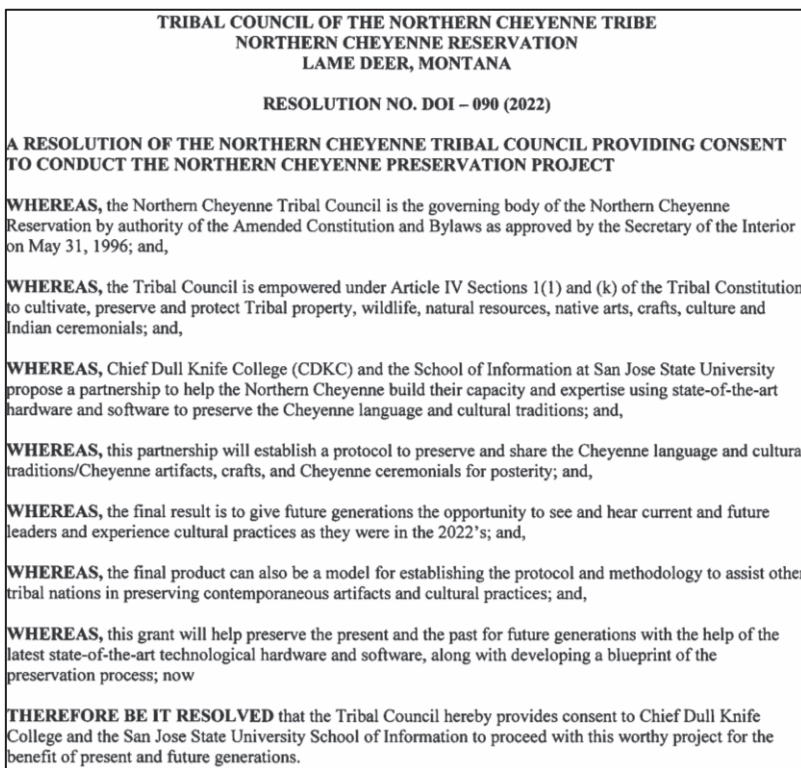 TRIBAL COUNCIL OF THE NORTHERN CHEYENNE TRIBE
NORTHERN CHEYENNE RESERVATION
LAME DEER, MONTANA
RESOLUTION NO. DOI – 090 (2022)
A RESOLUTION OF THE NORTHERN CHEYENNE TRIBAL COUNCIL PROVIDING CONSENT
TO CONDUCT THE NORTHERN CHEYENNE PRESERVATION PROJECT
WHEREAS, the Northern Cheyenne Tribal Council is the governing body of the Northern Cheyenne
Reservation by authority of the Amended Constitution and Bylaws as approved by the Secretary of the Interior
on May 31, 1996; and,
WHEREAS, the Tribal Council is empowered under Article IV Sections 1(1) and (k) of the Tribal Constitution
to cultivate, preserve and protect Tribal property, wildlife, natural resources, native arts, crafts, culture and
Indian ceremonials; and,
WHEREAS, Chief Dull Knife College (CDKC) and the School of Information at San Jose State University
propose a partnership to help the Northern Cheyenne build their capacity and expertise using state-of-the-art
hardware and software to preserve the Cheyenne language and cultural traditions; and,
WHEREAS, this partnership will establish a protocol to preserve and share the Cheyenne language and cultura
traditions/Cheyenne artifacts, crafts, and Cheyenne ceremonials for posterity; and,
WHEREAS, the final result is to give future generations the opportunity to see and hear current and future
leaders and experience cultural practices as they were in the 2022's; and,
WHEREAS, the final product can also be a model for establishing the protocol and methodology to assist other
tribal nations in preserving contemporaneous artifacts and cultural practices; and,
WHEREAS, this grant will help preserve the present and the past for future generations with the help of the
latest state-of-the-art technological hardware and software, along with developing a blueprint of the
preservation process; now
THEREFORE BE IT RESOLVED that the Tribal Council hereby provides consent to Chief Dull Knife
College and the San Jose State University School of Information to proceed with this worthy project for the
benefit of present and future generations.